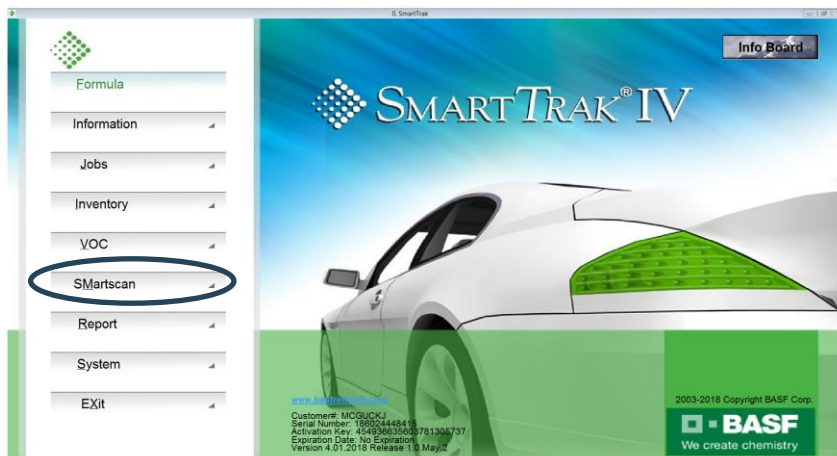 SmartTrak
Info Board
Formula
Information
Jobs
Inventory
VOC
SMartscan
Report
System
EXit
SMARTTRAK® IV
Customer#: MCGUCKJ
Serial Number: 186024448415
Activation Key: 454936635603781305737
Expiration Date: No Expiration
Version 4.01.2018 Release 1.0.May.2
2003-2018 Copyright BASF Corp.
BASF
We create chemistry